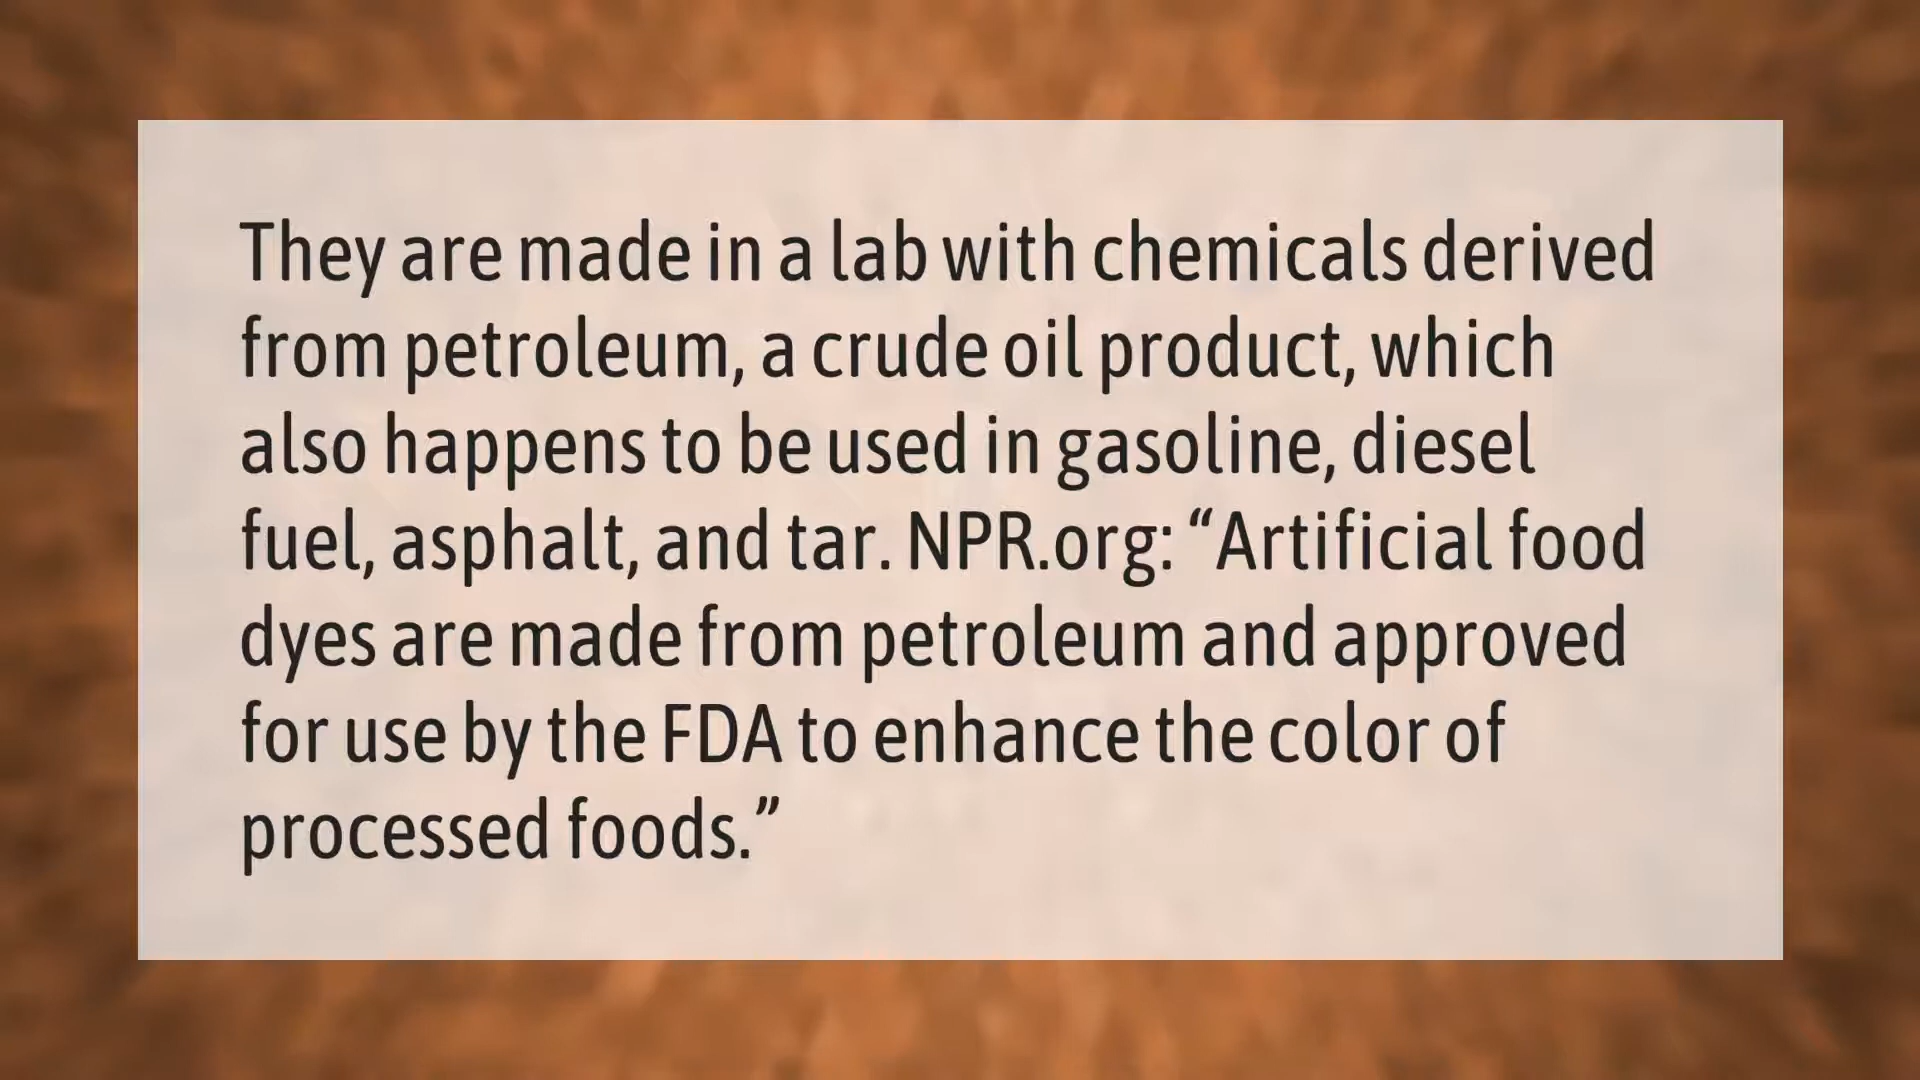 They are made in a lab with chemicals derived
from petroleum, a crude oil product, which
also happens to be used in gasoline, diesel
fuel, asphalt, and tar. NPR.org: “Artificial food
dyes are made from petroleum and approved
for use by the FDA to enhance the color of
processed foods.”